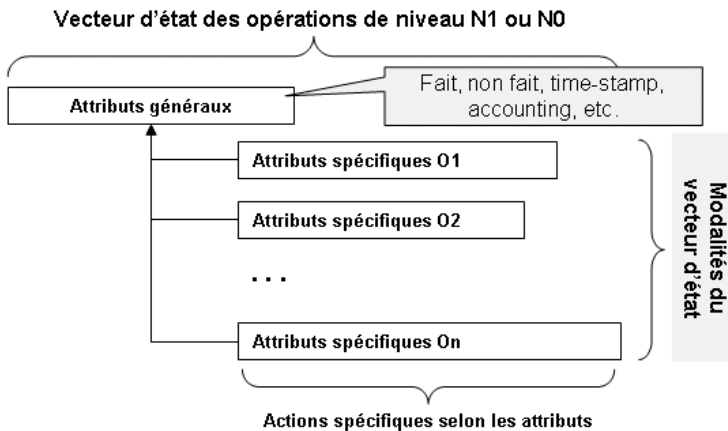 Vecteur d'état des opérations de niveau N1 ou N0
Attributs généraux
Fait, non fait, time-stamp,
accounting, etc.
Attributs spécifiques O1
Attributs spécifiques O2
. . .
Attributs spécifiques On
Modalités du
vecteur d'état
Actions spécifiques selon les attributs